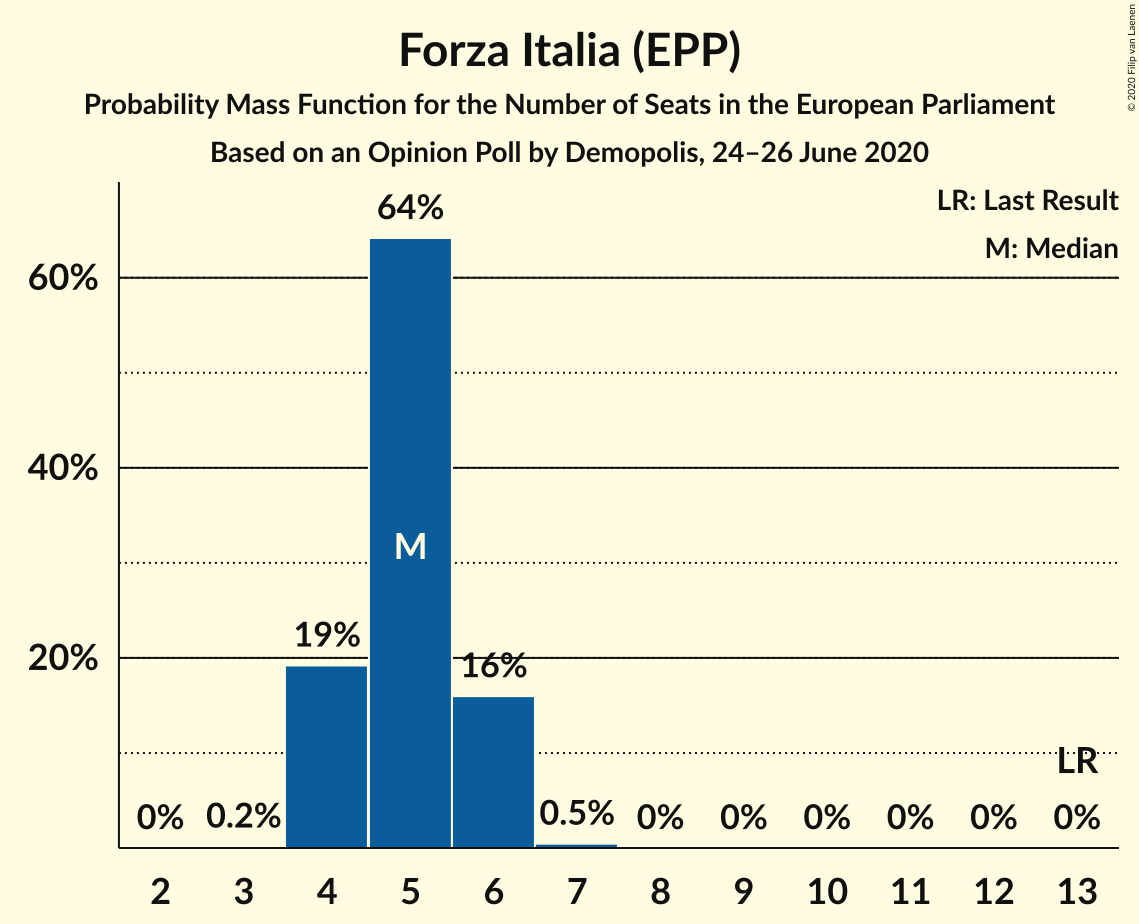 Forza Italia (EPP)
Probability Mass Function for the Number of Seats in the European Parliament
Based on an Opinion Poll by Demopolis, 24–26 June 2020
© 2020 Filip van Laenen
LR: Last Result
M: Median
64%
60%
40%
M
19%
20%
16%
LR
0%
0.2%
0.5%
0%
0%
0%
0%
0%
0%
2 3 4 5 6 7 8 9 10 11 12 13